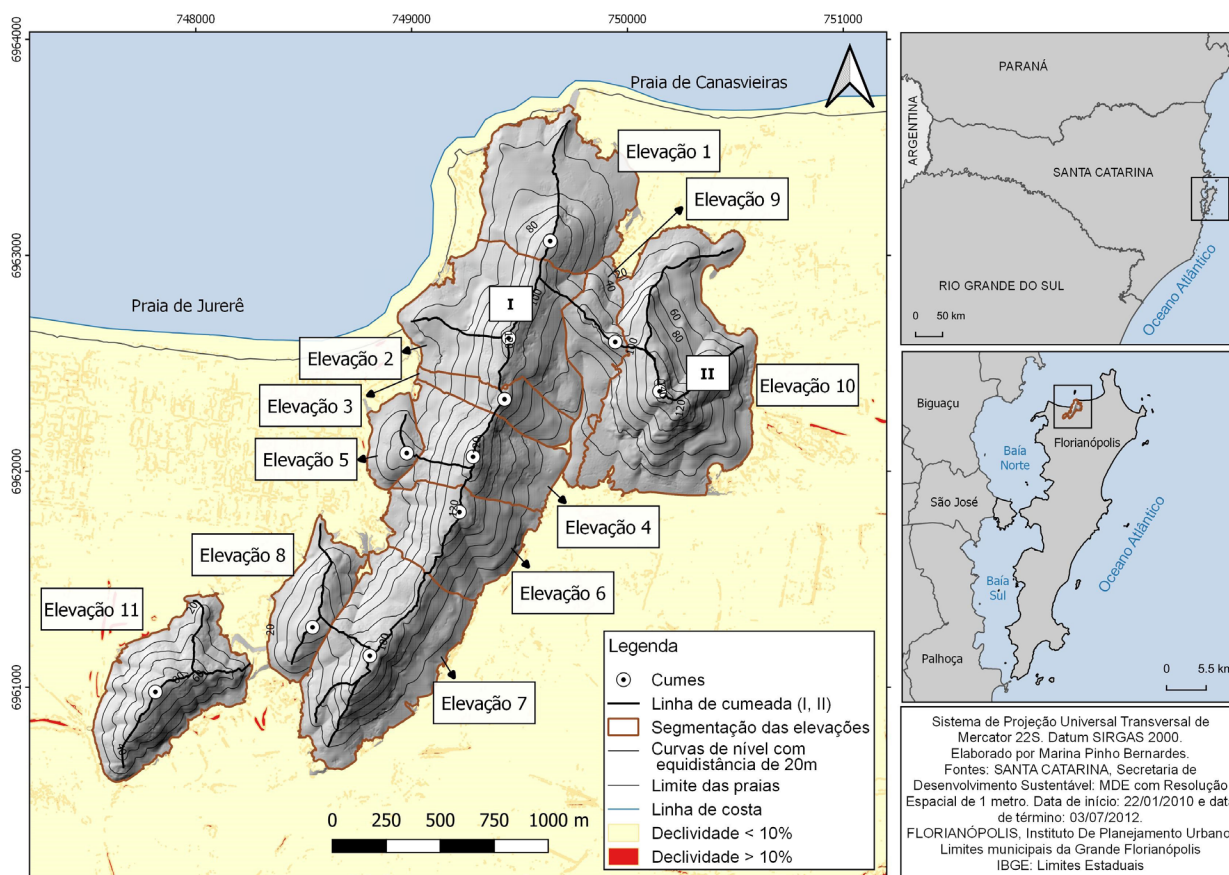 748000
749000
750000
751000
6964000
6963000
6962000
6961000
Praia de Canasvieiras
Praia de Jurerê
Elevação 1
Elevação 9
I
Elevação 2
II
Elevação 3
Elevação 10
Elevação 5
Elevação 4
Elevação 8
Elevação 6
Elevação 11
Elevação 7
80
100
20
40
60
80
120
120
120
100
20
20
80
0 250 500 750 1000 m
Legenda
Cumes
Linha de cumeada (I, II)
Segmentação das elevações
Curvas de nível com
equidistância de 20m
Limite das praias
Linha de costa
Declividade < 10%
Declividade > 10%
PARANÁ
ARGENTINA
SANTA CATARINA
RIO GRANDE DO SUL
Oceano Atlântico
0 50 km
Biguaçu
Florianópolis
Baía
Norte
São José
Baía
Sul
Oceano Atlântico
Palhoça
0 5.5 km
Sistema de Projeção Universal Transversal de
Mercator 22S. Datum SIRGAS 2000.
Elaborado por Marina Pinho Bernardes.
Fontes: SANTA CATARINA, Secretaria de
Desenvolvimento Sustentável: MDE com Resolução
Espacial de 1 metro. Data de início: 22/01/2010 e data
de término: 03/07/2012.
FLORIANÓPOLIS, Instituto De Planejamento Urbano
Limites municipais da Grande Florianópolis
IBGE: Limites Estaduais